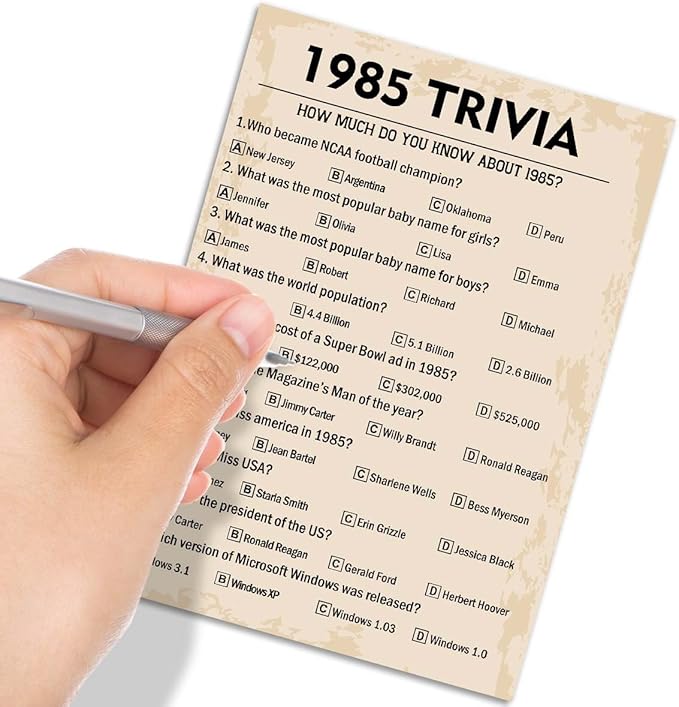 1985 TRIVIA
HOW MUCH DO YOU KNOW ABOUT 1985?
1.Who became NCAA football champion?
A New Jersey B Argentina C Oklahoma D Peru
2. What was the most popular baby name for girls?
A Jennifer B Olivia C Lisa D Emma
3. What was the most popular baby name for boys?
A James B Robert C Richard D Michael
4. What was the world population?
B 4.4 Billion C 5.1 Billion D 2.6 Billion
cost of a Super Bowl ad in 1985?
B $122,000 C $302,000 D $525,000
Magazine's Man of the year?
B Jimmy Carter C Willy Brandt D Ronald Reagan
america in 1985?
B Jean Bartel C Sharlene Wells D Bess Myerson
Miss USA?
B Starla Smith C Erin Grizzle D Jessica Black
the president of the US?
Carter B Ronald Reagan C Gerald Ford D Herbert Hoover
version of Microsoft Windows was released?
3.1 B Windows XP C Windows 1.03 D Windows 1.0